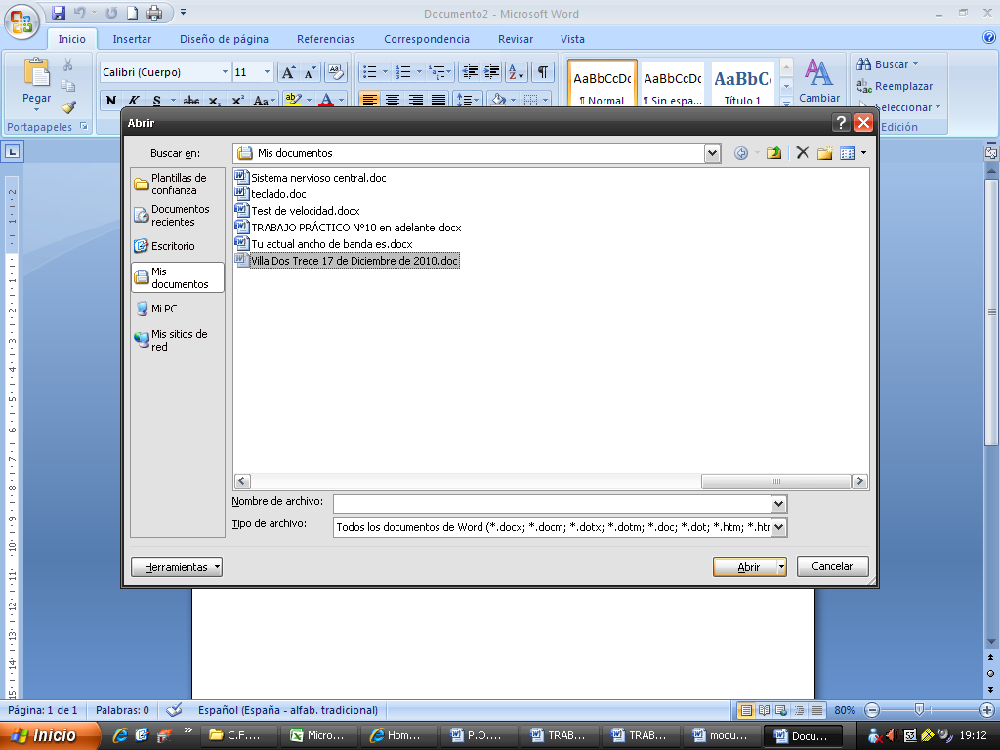 Documento2 - Microsoft Word
Inicio Insertar Diseño de página Referencias Correspondencia Revisar Vista
Pegar
Portapapeles
Calibri (Cuerpo) 11
N K S abc x₂ x² Aa
AaBbCcDc AaBbCcDc AaBbC
¶ Normal ¶ Sin espa... Título 1
Cambiar
Buscar
Reemplazar
Seleccionar
Edición
Abrir
Buscar en: Mis documentos
Plantillas de
confianza
Documentos
recientes
Escritorio
Mis
documentos
Mi PC
Mis sitios de
red
Sistema nervioso central.doc
teclado.doc
Test de velocidad.docx
TRABAJO PRÁCTICO Nº10 en adelante.docx
Tu actual ancho de banda es.docx
Villa Dos Trece 17 de Diciembre de 2010.doc
Nombre de archivo:
Tipo de archivo: Todos los documentos de Word (*.docx; *.docm; *.dotx; *.dotm; *.doc; *.dot; *.htm; *.htr
Herramientas
Abrir Cancelar
Página: 1 de 1 Palabras: 0 Español (España - alfab. tradicional) 80%
Inicio C.F.... Micro... Hom... P.O.... TRAB... TRAB... modu... Docu... 19:12